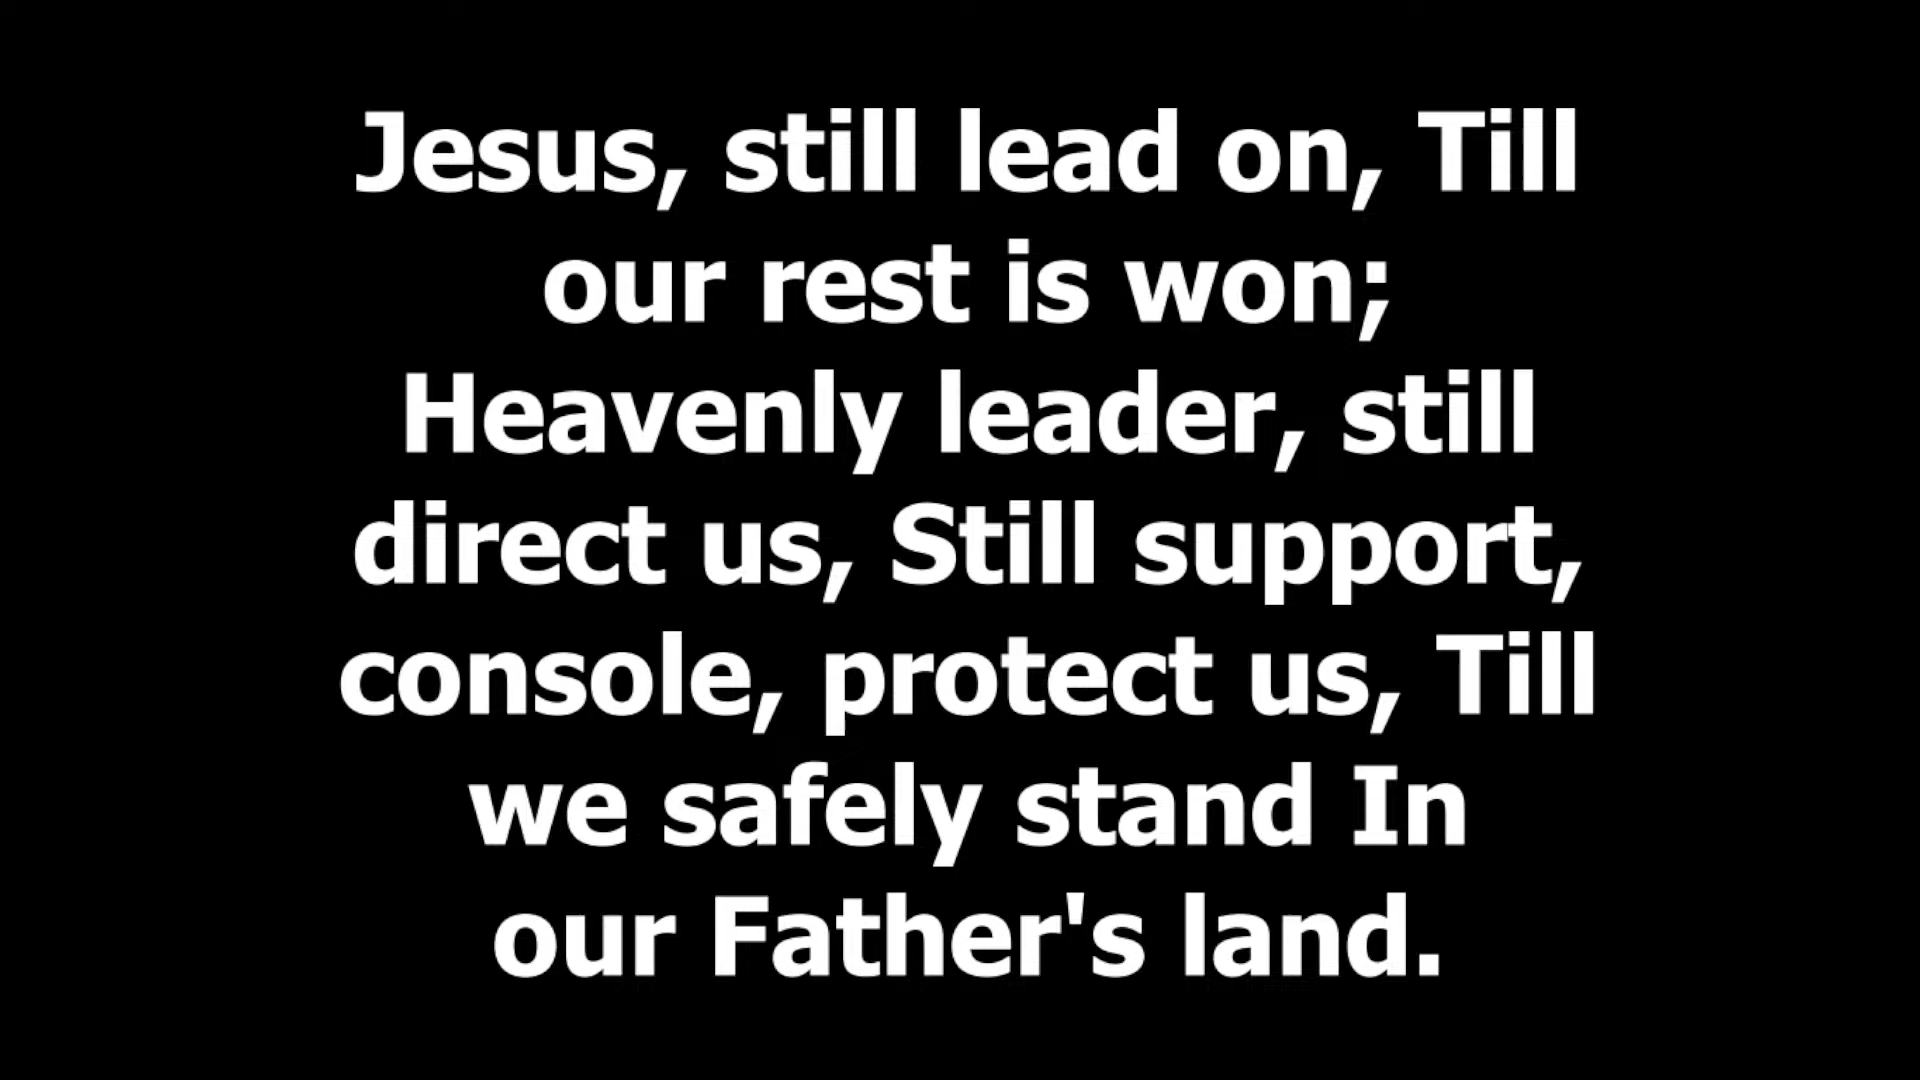 Jesus, still lead on, Till
our rest is won;
Heavenly leader, still
direct us, Still support,
console, protect us, Till
we safely stand In
our Father's land.